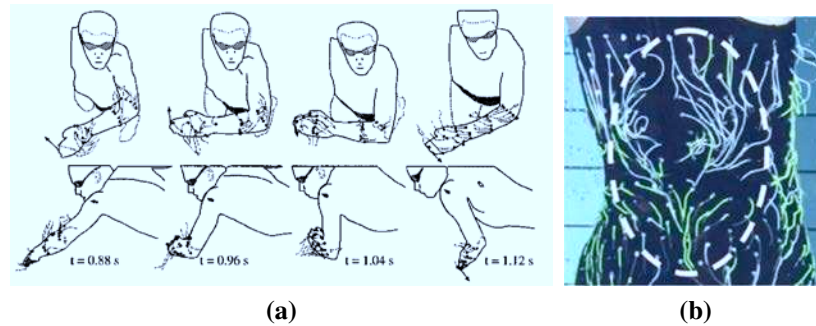 t = 0.88 s
t = 0.96 s
t = 1.04 s
t = 1.12 s
(a)
(b)